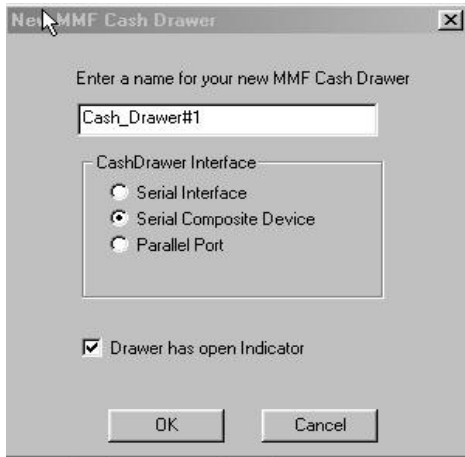 New MMF Cash Drawer
Enter a name for your new MMF Cash Drawer
Cash_Drawer#1
CashDrawer Interface
Serial Interface
Serial Composite Device
Parallel Port
Drawer has open Indicator
OK Cancel